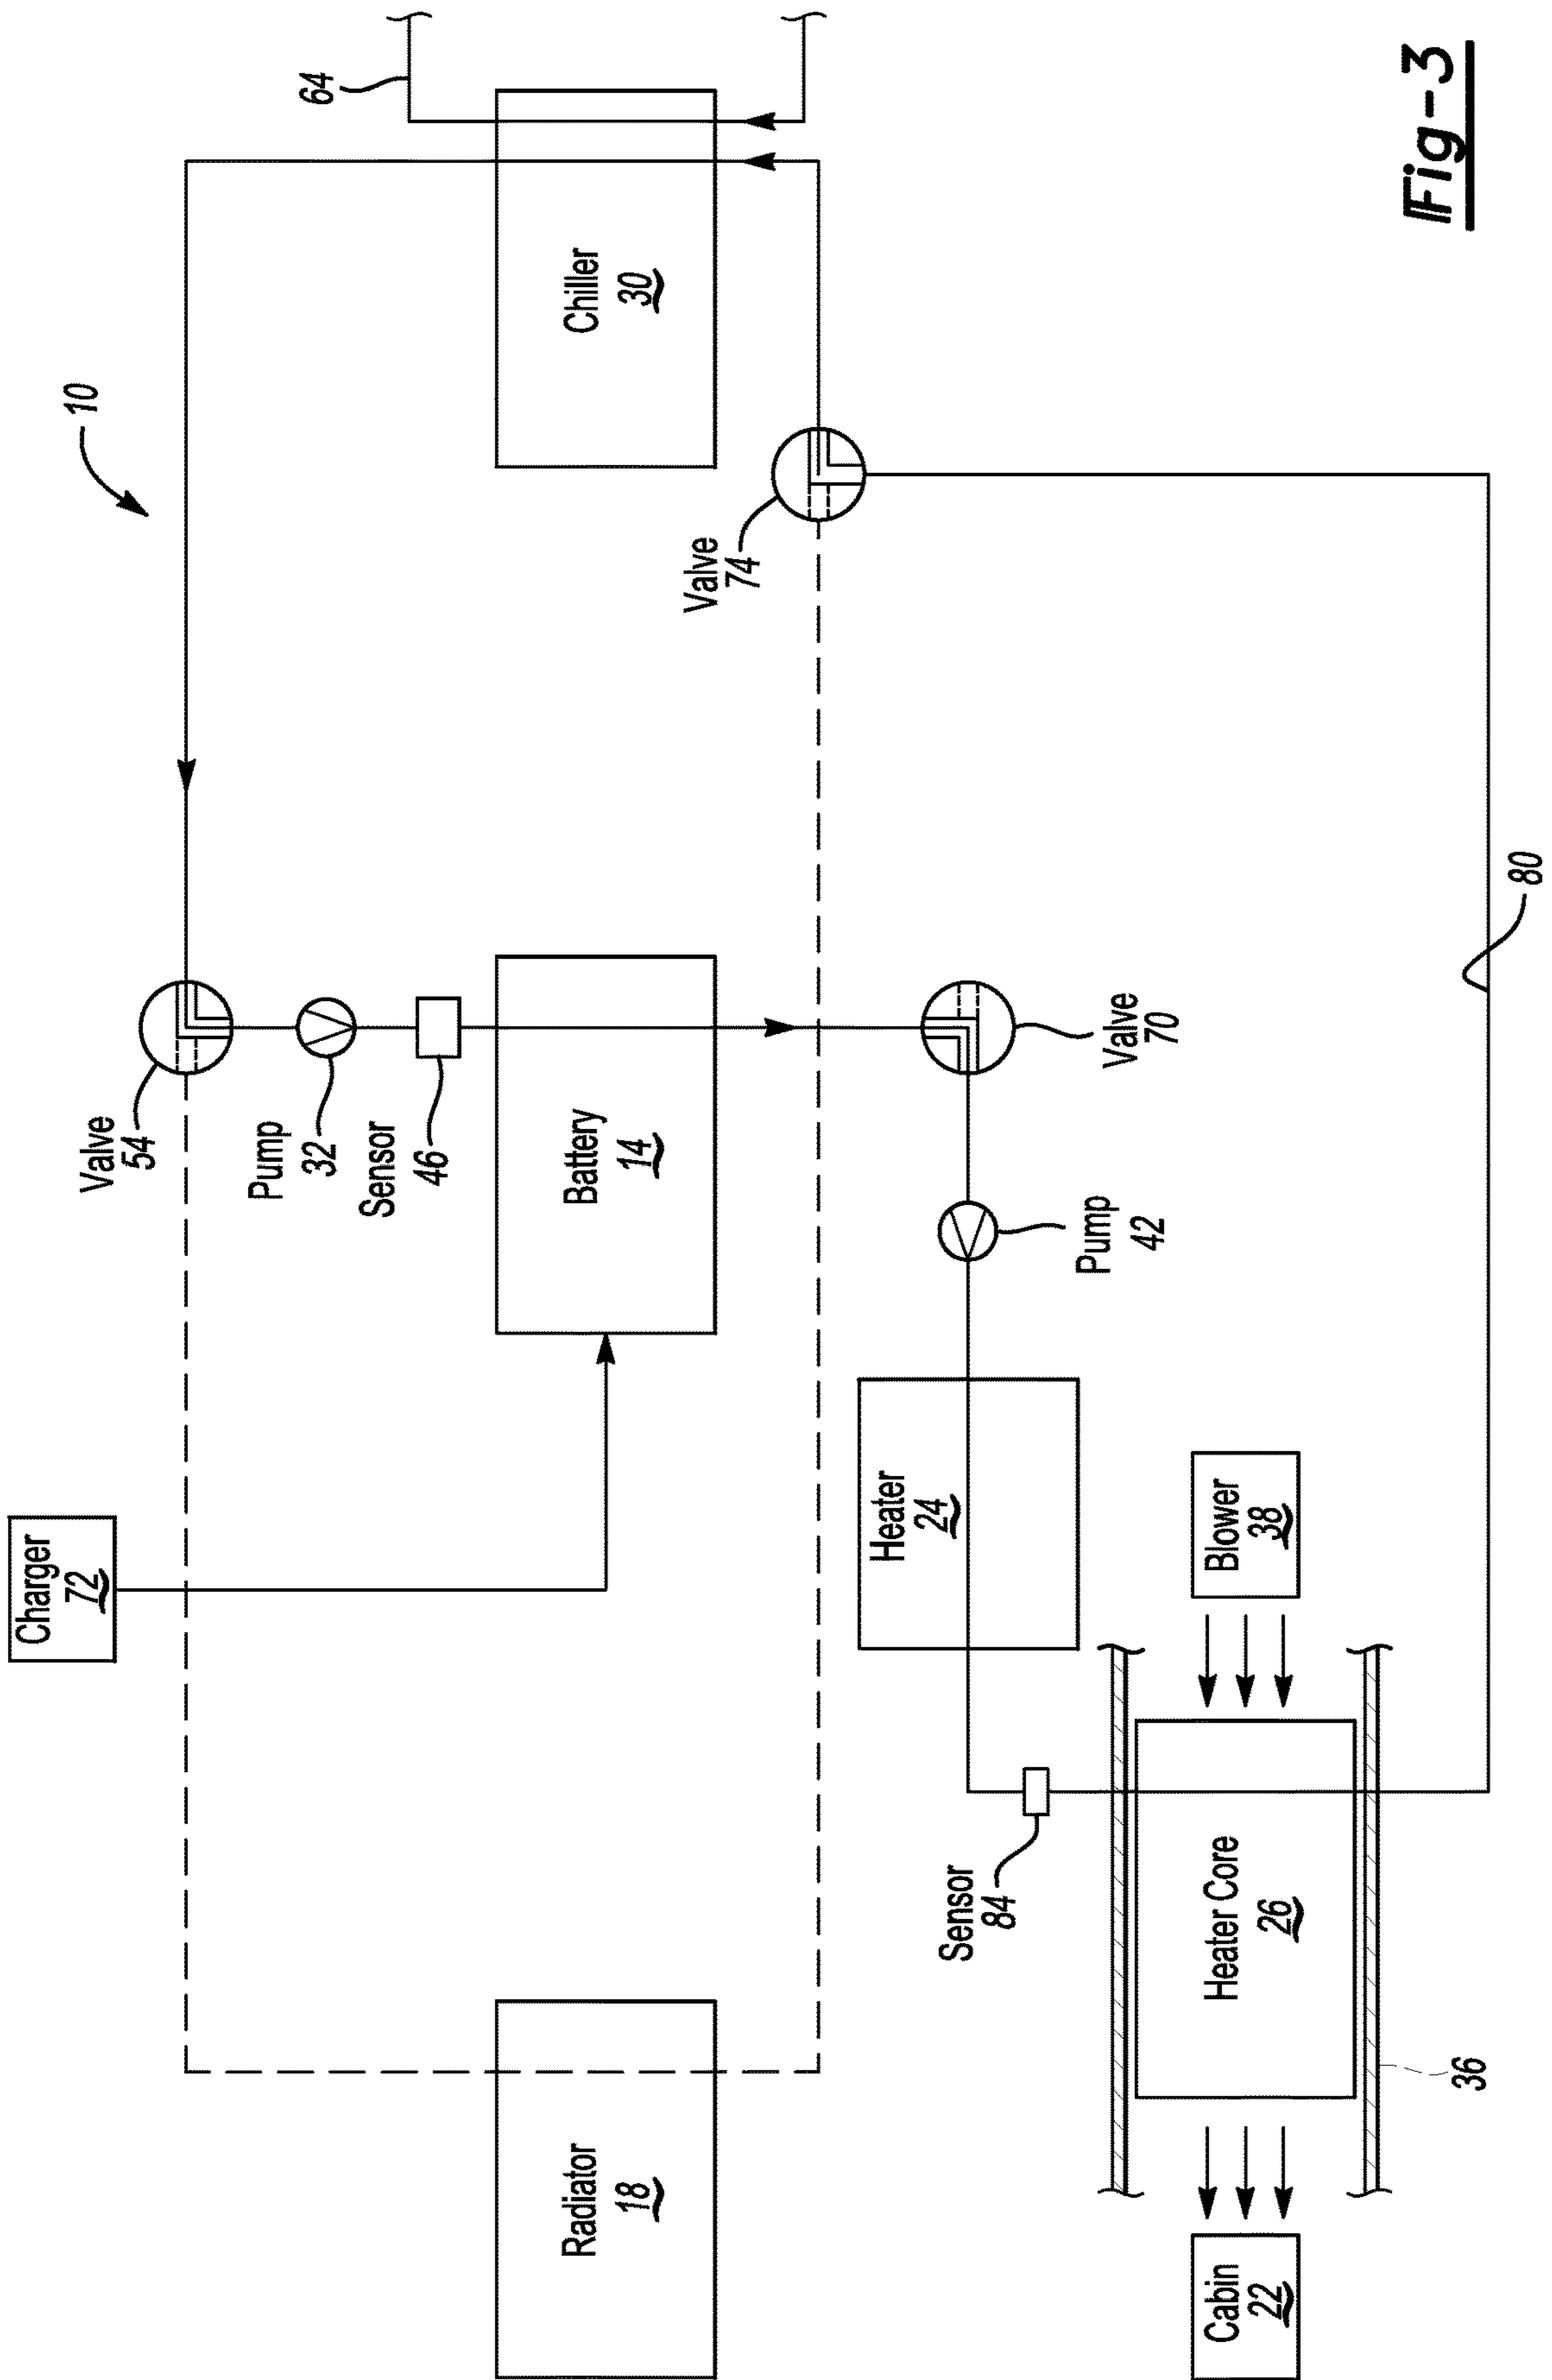 Fig-3
10
64
Chiller
30
Valve
74
Valve
54
Pump
32
Sensor
46
Battery
14
Valve
70
Pump
42
80
Charger
72
Heater
24
Blower
38
Sensor
84
Heater Core
26
36
Radiator
18
Cabin
22